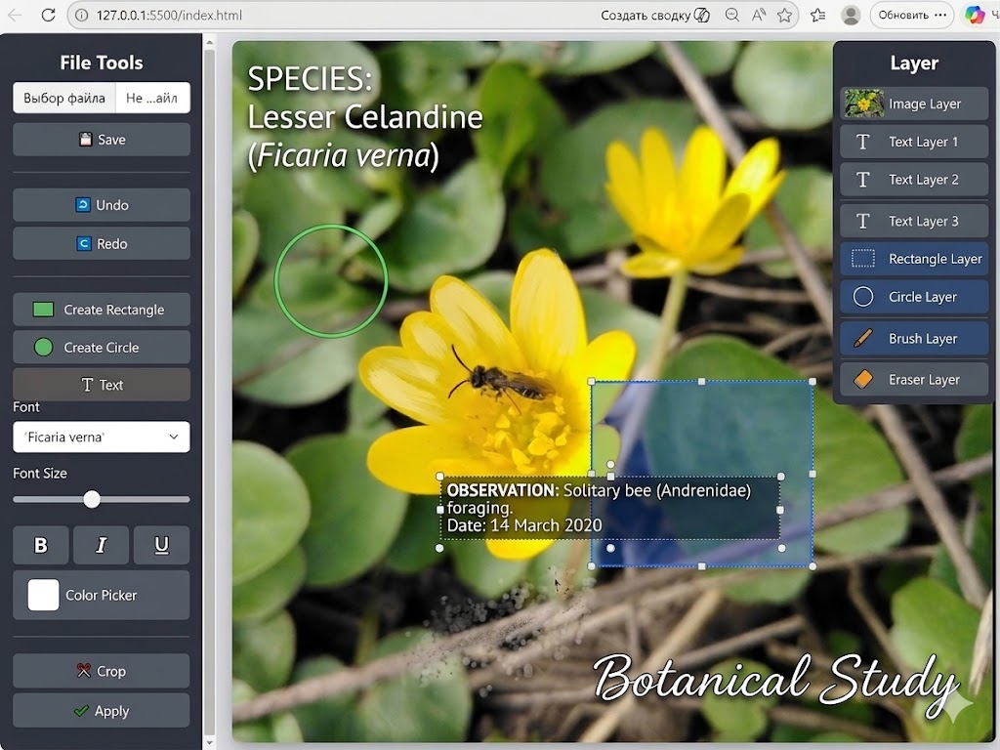 127.0.0.1:5500/index.html
Создать сводку
Обновить
File Tools
Выбор файла
Не ...айл
Save
Undo
Redo
Create Rectangle
Create Circle
T Text
Font
'Ficaria verna'
Font Size
B I U
Color Picker
Crop
Apply
SPECIES:
Lesser Celandine
(Ficaria verna)
OBSERVATION: Solitary bee (Andrenidae)
foraging.
Date: 14 March 2020
Botanical Study
Layer
Image Layer
T Text Layer 1
T Text Layer 2
T Text Layer 3
Rectangle Layer
Circle Layer
Brush Layer
Eraser Layer